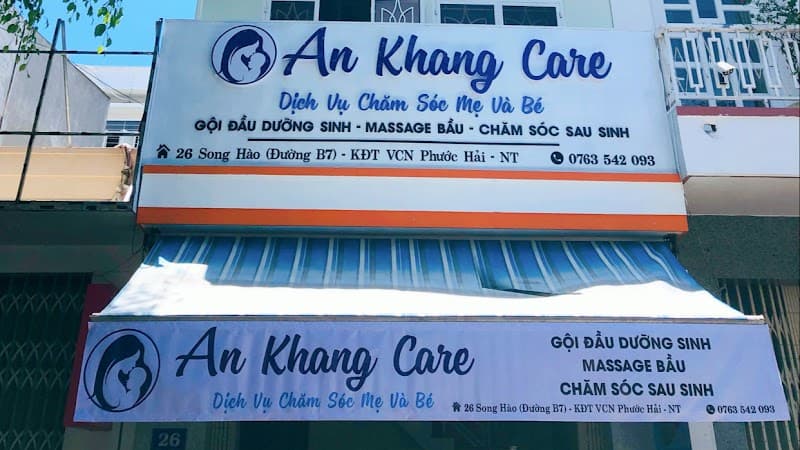 An Khang Care
Dịch Vụ Chăm Sóc Mẹ Và Bé
GỘI ĐẦU DƯỠNG SINH - MASSAGE BẦU - CHĂM SÓC SAU SINH
26 Song Hào (Đường B7) - KĐT VCN Phước Hải - NT
0763 542 093
An Khang Care
Dịch Vụ Chăm Sóc Mẹ Và Bé
GỘI ĐẦU DƯỠNG SINH
MASSAGE BẦU
CHĂM SÓC SAU SINH
26 Song Hào (Đường B7) - KĐT VCN Phước Hải - NT
0763 542 093
26